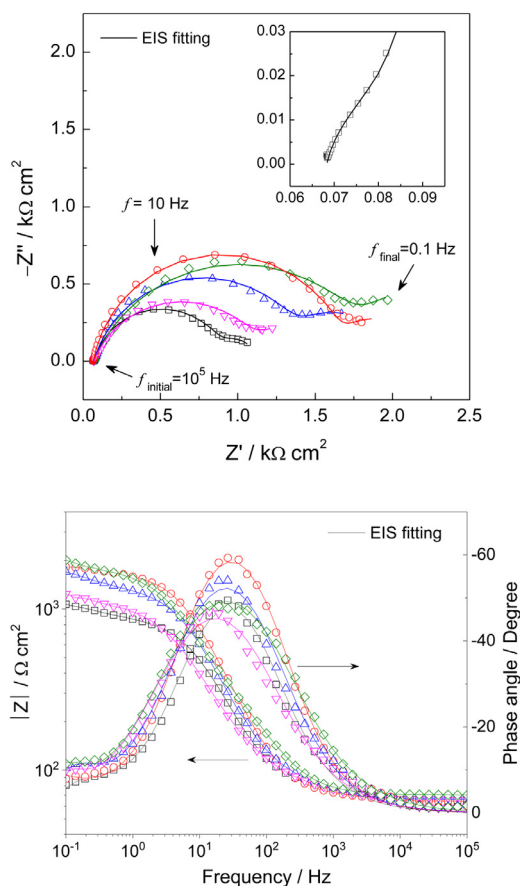 EIS fitting
2.0
1.5
1.0
0.5
0.0
-Z'' / kΩ cm²
0.03
0.02
0.01
0.00
0.06 0.07 0.08 0.09
f = 10 Hz
f final=0.1 Hz
f initial=10⁵ Hz
0.0 0.5 1.0 1.5 2.0 2.5
Z' / kΩ cm²
EIS fitting
10³
10²
|Z| / Ω cm²
-60
-40
-20
0
Phase angle / Degree
10⁻¹ 10⁰ 10¹ 10² 10³ 10⁴ 10⁵
Frequency / Hz